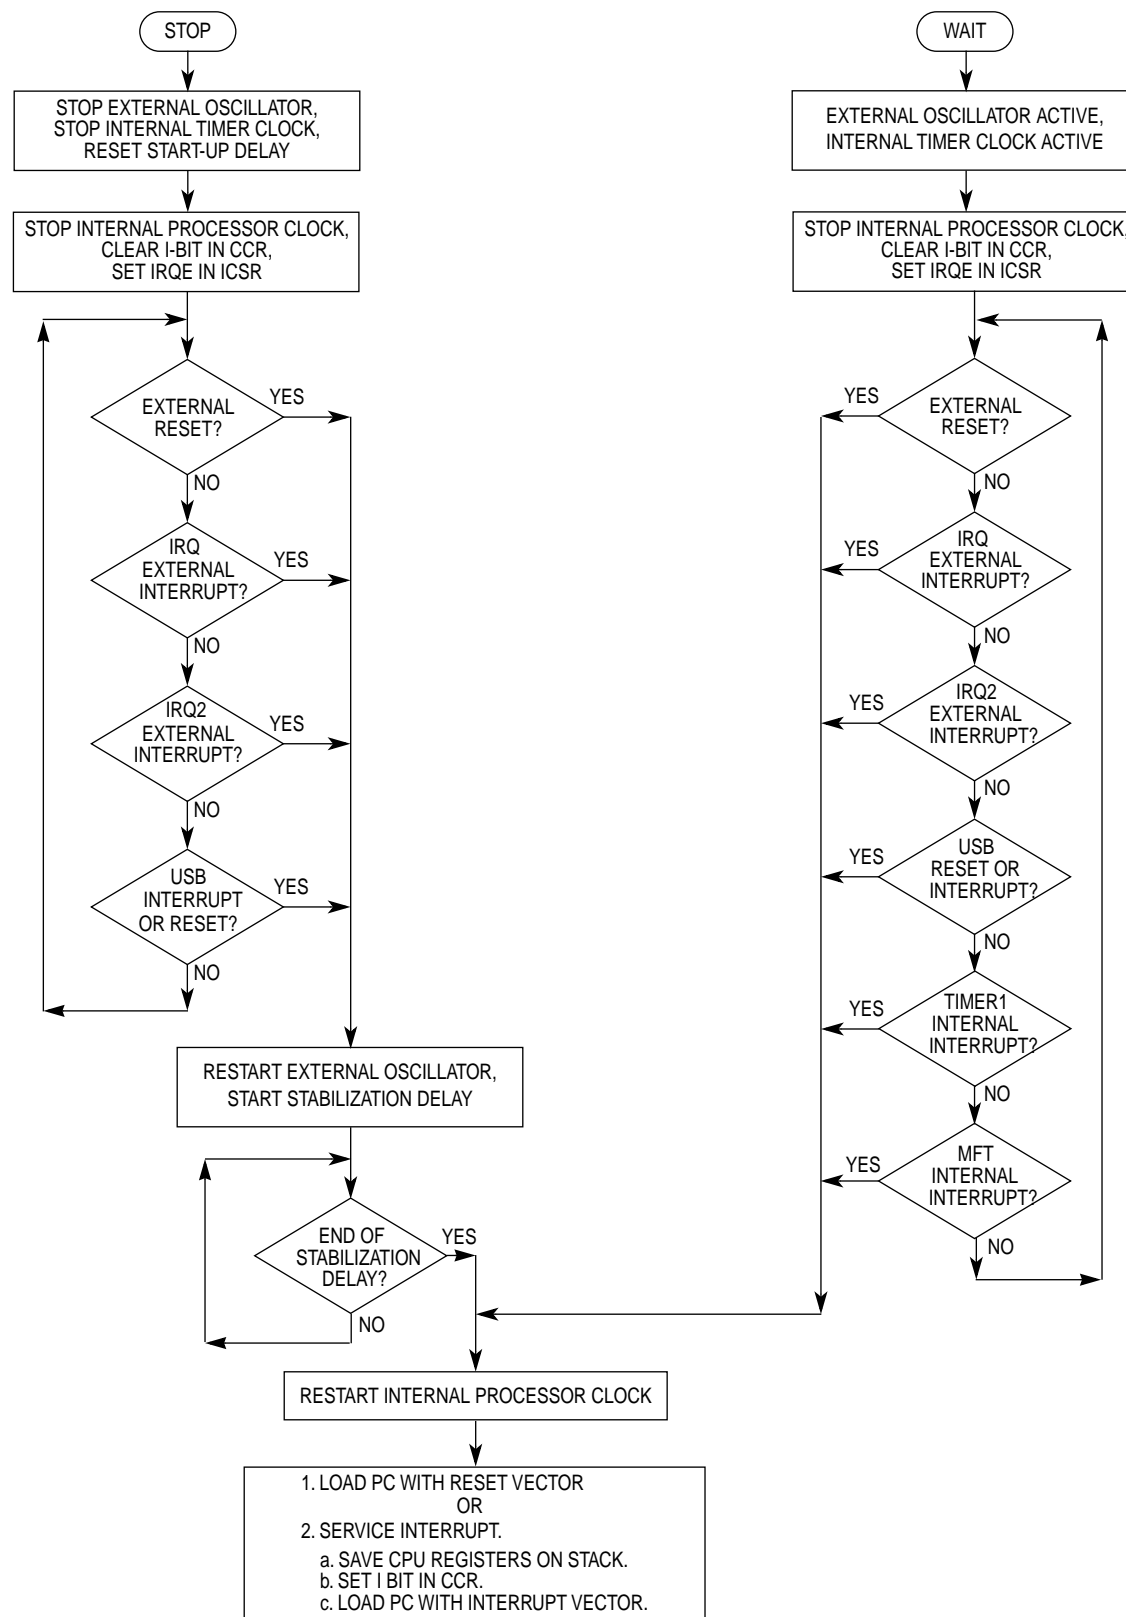 STOP
STOP EXTERNAL OSCILLATOR,
STOP INTERNAL TIMER CLOCK,
RESET START-UP DELAY
STOP INTERNAL PROCESSOR CLOCK,
CLEAR I-BIT IN CCR,
SET IRQE IN ICSR
EXTERNAL
RESET?
YES
NO
IRQ
EXTERNAL
INTERRUPT?
YES
NO
IRQ2
EXTERNAL
INTERRUPT?
YES
NO
USB
INTERRUPT
OR RESET?
YES
NO
RESTART EXTERNAL OSCILLATOR,
START STABILIZATION DELAY
END OF
STABILIZATION
DELAY?
YES
NO
WAIT
EXTERNAL OSCILLATOR ACTIVE,
INTERNAL TIMER CLOCK ACTIVE
STOP INTERNAL PROCESSOR CLOCK,
CLEAR I-BIT IN CCR,
SET IRQE IN ICSR
YES
EXTERNAL
RESET?
NO
YES
IRQ
EXTERNAL
INTERRUPT?
NO
YES
IRQ2
EXTERNAL
INTERRUPT?
NO
YES
USB
RESET OR
INTERRUPT?
NO
YES
TIMER1
INTERNAL
INTERRUPT?
NO
YES
MFT
INTERNAL
INTERRUPT?
NO
RESTART INTERNAL PROCESSOR CLOCK
1. LOAD PC WITH RESET VECTOR
OR
2. SERVICE INTERRUPT.
a. SAVE CPU REGISTERS ON STACK.
b. SET I BIT IN CCR.
c. LOAD PC WITH INTERRUPT VECTOR.